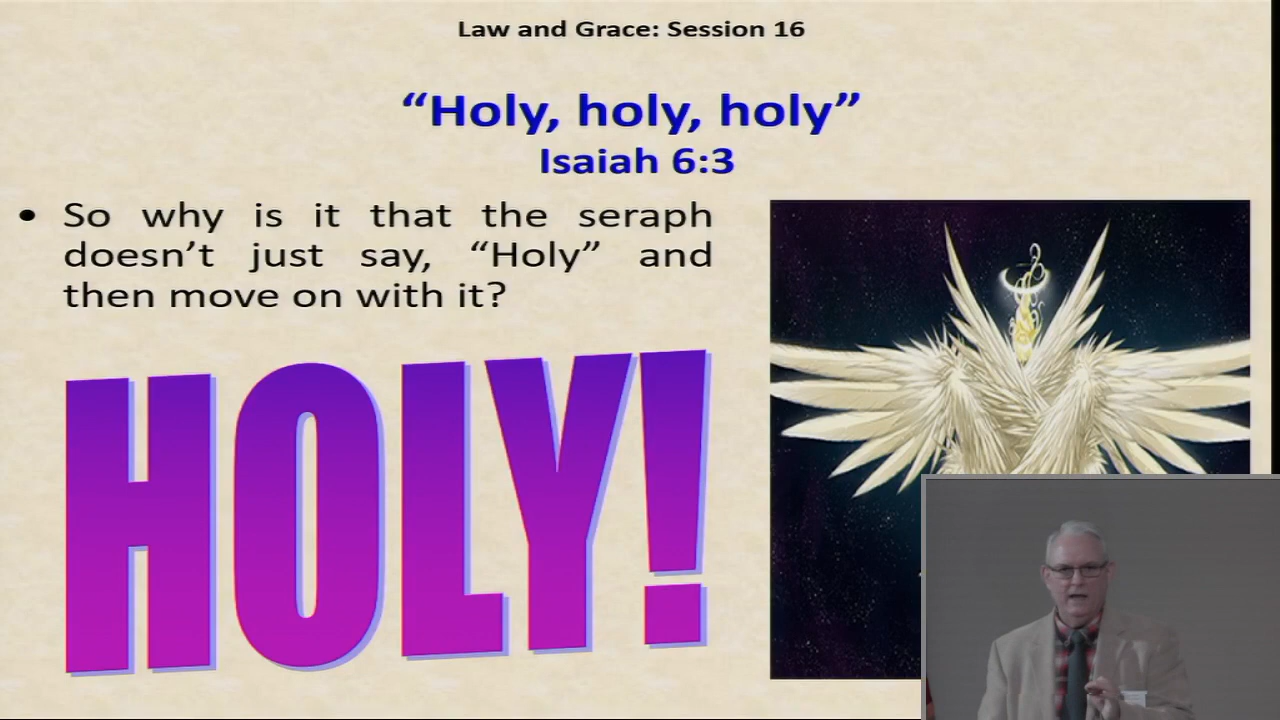 Law and Grace: Session 16
“Holy, holy, holy”
Isaiah 6:3
• So why is it that the seraph
doesn’t just say, “Holy” and
then move on with it?
HOLY!